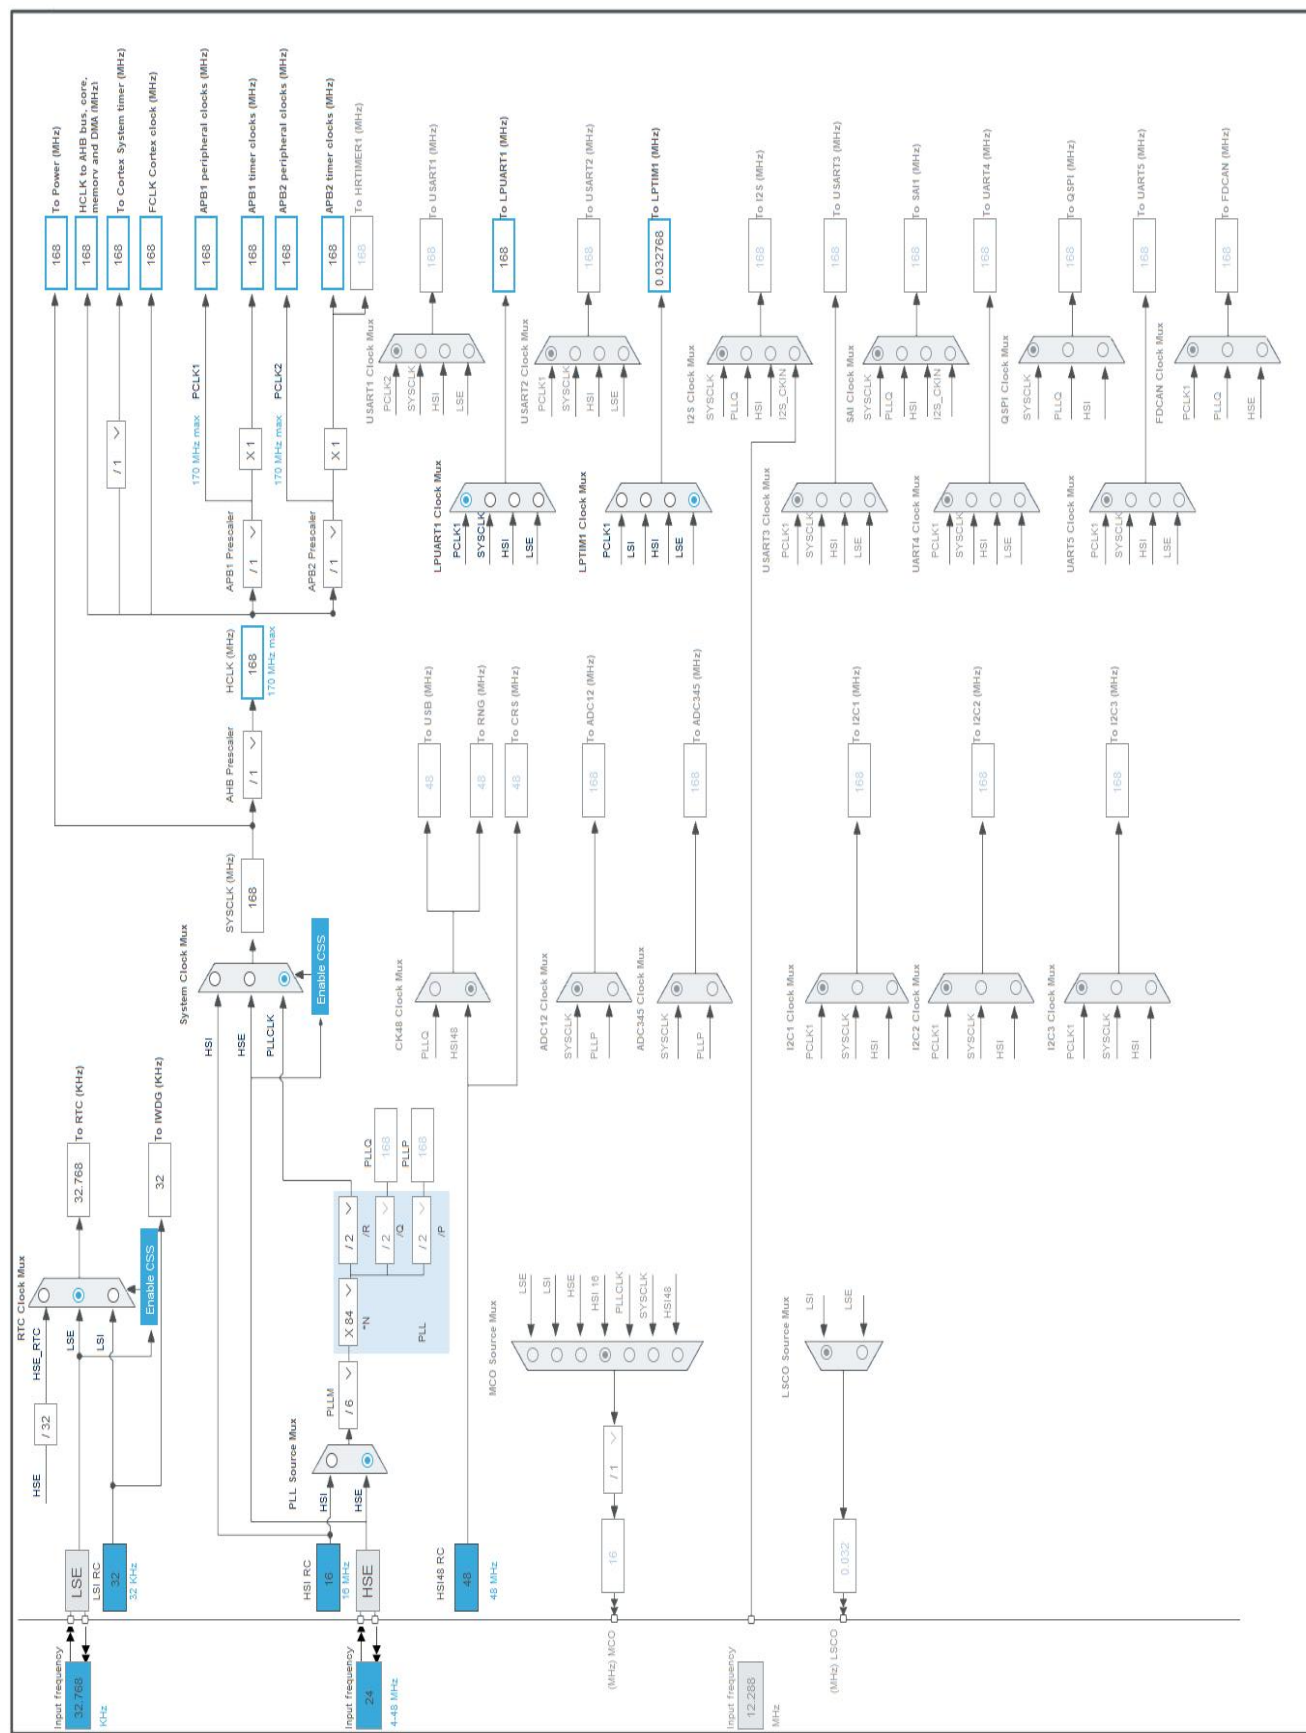 RTC Clock Mux
HSE
/ 32
HSE_RTC
Input frequency
32.768
KHz
LSE
LSE
32.768
To RTC (KHz)
Enable CSS
LSI RC
32
32 KHz
LSI
32
To IWDG (KHz)
System Clock Mux
HSI
HSE
PLLCLK
Enable CSS
SYSCLK (MHz)
168
AHB Prescaler
/ 1
HCLK (MHz)
168
170 MHz max
168
To Power (MHz)
168
HCLK to AHB bus, core,
memory and DMA (MHz)
/ 1
168
To Cortex System timer (MHz)
168
FCLK Cortex clock (MHz)
APB1 Prescaler
/ 1
170 MHz max
PCLK1
168
APB1 peripheral clocks (MHz)
X 1
168
APB1 timer clocks (MHz)
APB2 Prescaler
/ 1
170 MHz max
PCLK2
168
APB2 peripheral clocks (MHz)
X 1
168
APB2 timer clocks (MHz)
168
To HRTIMER1 (MHz)
PLL Source Mux
HSI RC
16
16 MHz
HSI
Input frequency
24
4-48 MHz
HSE
HSE
PLLM
/ 6
X 84
*N
PLL
/ 2
/R
/ 2
/Q
PLLQ
168
/ 2
/P
PLLP
168
HSI48 RC
48
48 MHz
CK48 Clock Mux
PLLQ
HSI48
48
To USB (MHz)
48
To RNG (MHz)
48
To CRS (MHz)
USART1 Clock Mux
PCLK2
SYSCLK
HSI
LSE
168
To USART1 (MHz)
LPUART1 Clock Mux
PCLK1
SYSCLK
HSI
LSE
168
To LPUART1 (MHz)
USART2 Clock Mux
PCLK1
SYSCLK
HSI
LSE
168
To USART2 (MHz)
LPTIM1 Clock Mux
PCLK1
LSI
HSI
LSE
0.032768
To LPTIM1 (MHz)
ADC12 Clock Mux
SYSCLK
PLLP
168
To ADC12 (MHz)
ADC345 Clock Mux
SYSCLK
PLLP
168
To ADC345 (MHz)
MCO Source Mux
LSE
LSI
HSE
HSI 16
PLLCLK
SYSCLK
HSI48
(MHz) MCO
16
/ 1
I2S Clock Mux
SYSCLK
PLLQ
HSI
I2S_CKIN
168
To I2S (MHz)
Input frequency
12.288
MHz
USART3 Clock Mux
PCLK1
SYSCLK
HSI
LSE
168
To USART3 (MHz)
LSCO Source Mux
LSI
LSE
(MHz) LSCO
0.032
I2C1 Clock Mux
PCLK1
SYSCLK
HSI
168
To I2C1 (MHz)
SAI Clock Mux
SYSCLK
PLLQ
HSI
I2S_CKIN
168
To SAI1 (MHz)
UART4 Clock Mux
PCLK1
SYSCLK
HSI
LSE
168
To UART4 (MHz)
I2C2 Clock Mux
PCLK1
SYSCLK
HSI
168
To I2C2 (MHz)
QSPI Clock Mux
SYSCLK
PLLQ
HSI
168
To QSPI (MHz)
UART5 Clock Mux
PCLK1
SYSCLK
HSI
LSE
168
To UART5 (MHz)
I2C3 Clock Mux
PCLK1
SYSCLK
HSI
168
To I2C3 (MHz)
FDCAN Clock Mux
PCLK1
PLLQ
HSE
168
To FDCAN (MHz)